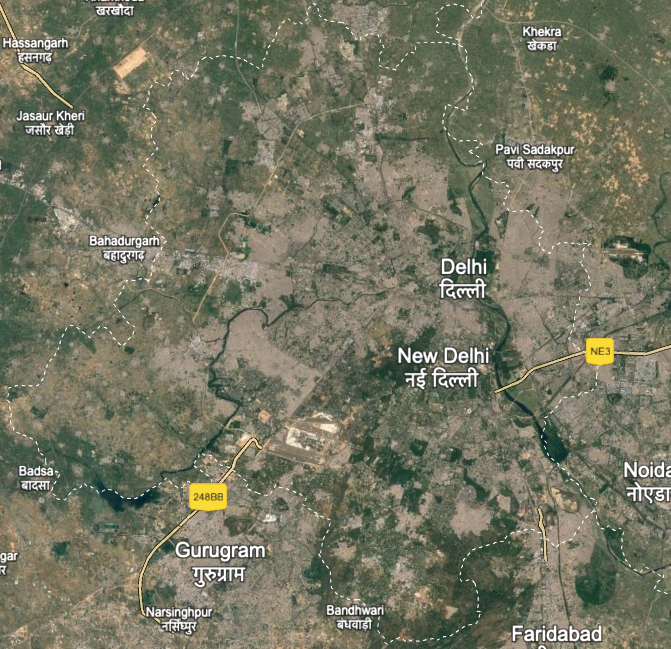 खरखौदा
Khekra
खेकडा
Hassangarh
हसनगढ़
Jasaur Kheri
जसौर खेड़ी
Pavi Sadakpur
पवी सदकपुर
Bahadurgarh
बहादुरगढ़
Delhi
दिल्ली
New Delhi
नई दिल्ली
NE3
Badsa
बादसा
248BB
Noida
नोएडा
Gurugram
गुरुग्राम
Narsinghpur
नरसिंघपुर
Bandhwari
बंधवाड़ी
Faridabad